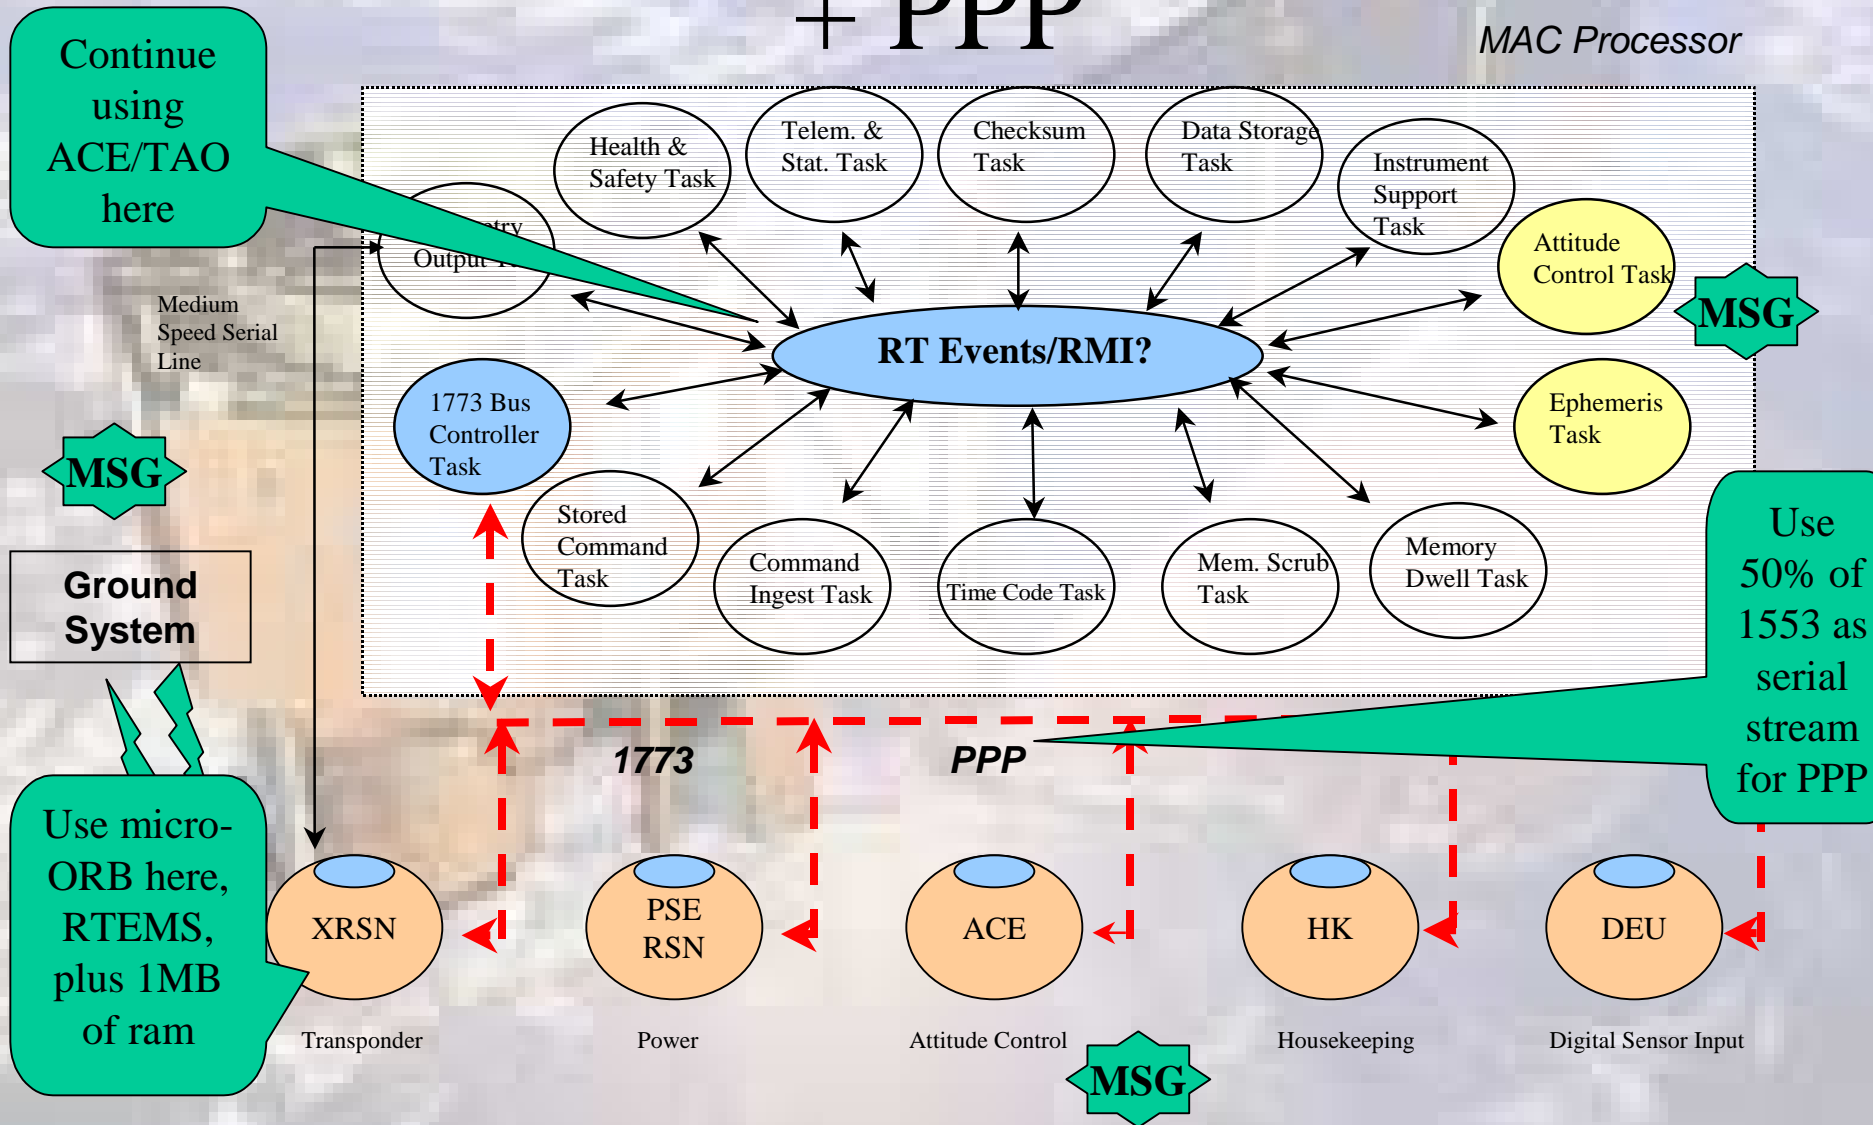 + PPP
MAC Processor
Continue
using
ACE/TAO
here
Health &
Safety Task
Telem. &
Stat. Task
Checksum
Task
Data Storage
Task
Instrument
Support
Task
Attitude
Control Task
MSG
Output
Medium
Speed Serial
Line
RT Events/RMI?
1773 Bus
Controller
Task
Ephemeris
Task
MSG
Stored
Command
Task
Command
Ingest Task
Time Code Task
Mem. Scrub
Task
Memory
Dwell Task
Ground
System
Use
50% of
1553 as
serial
stream
for PPP
1773
PPP
Use micro-
ORB here,
RTEMS,
plus 1MB
of ram
XRSN
PSE
RSN
ACE
HK
DEU
Transponder
Power
Attitude Control
Housekeeping
Digital Sensor Input
MSG